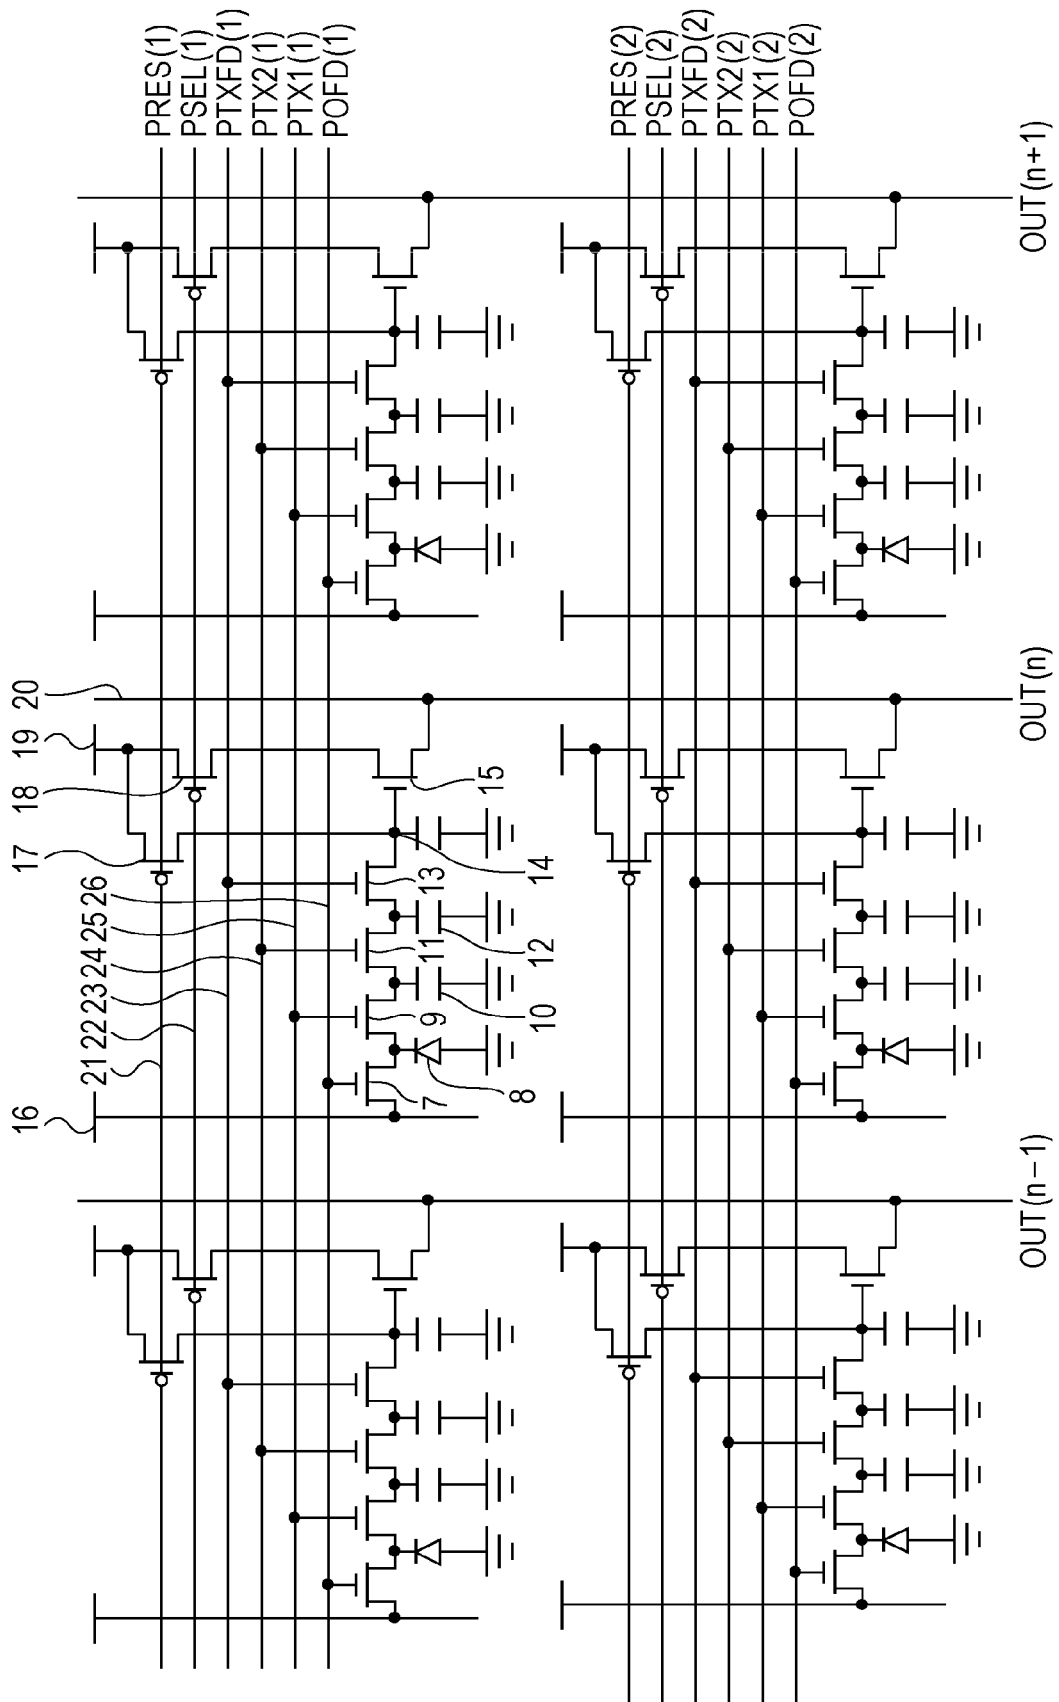 PRES(1)
PSEL(1)
PTXFD(1)
PTX2(1)
PTX1(1)
POFD(1)
PRES(2)
PSEL(2)
PTXFD(2)
PTX2(2)
PTX1(2)
POFD(2)
OUT(n+1)
20
19
18
17
15
14
13
26
25
24
23
22
21
12
11
10
9
8
7
16
OUT(n)
OUT(n−1)